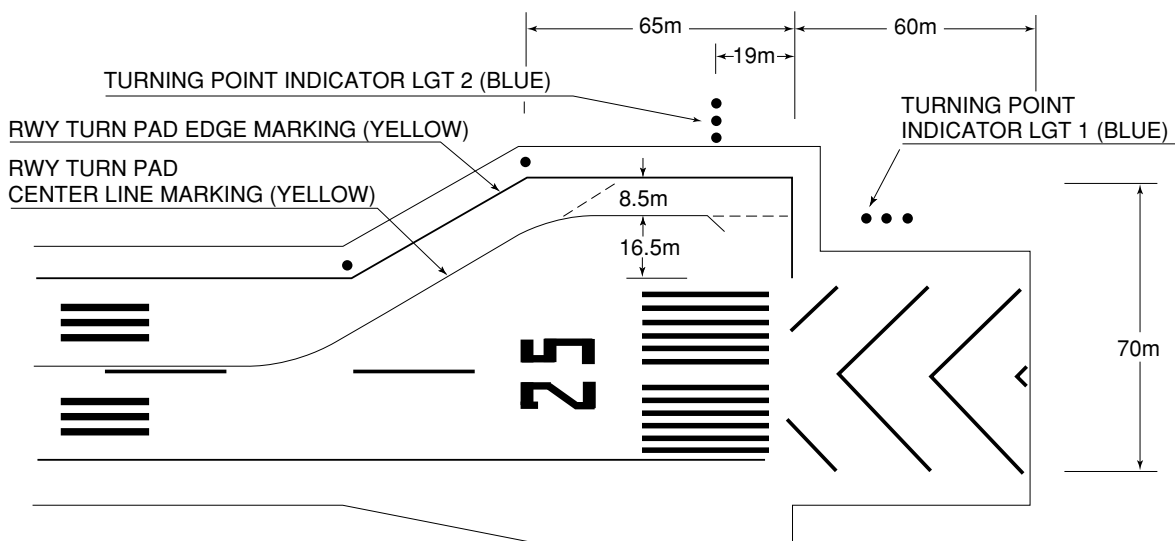 65m
60m
19m
TURNING POINT INDICATOR LGT 2 (BLUE)
TURNING POINT
INDICATOR LGT 1 (BLUE)
RWY TURN PAD EDGE MARKING (YELLOW)
RWY TURN PAD
CENTER LINE MARKING (YELLOW)
8.5m
16.5m
25
70m